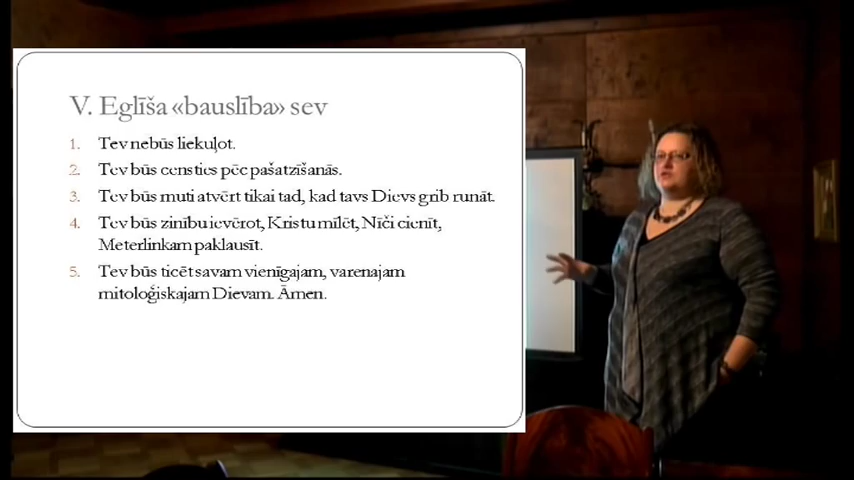 V. Eglīša «bauslība» sev
1. Tev nebūs liekuļot.
2. Tev būs censties pēc pašatzīšanās.
3. Tev būs muti atvērt tikai tad, kad tavs Dievs grib runāt.
4. Tev būs zinību ievērot, Kristu mīlēt, Nīči cienīt,
Meterlinkam paklausīt.
5. Tev būs ticēt savam vienīgajam, varenajam
mitoloģiskajam Dievam. Āmen.